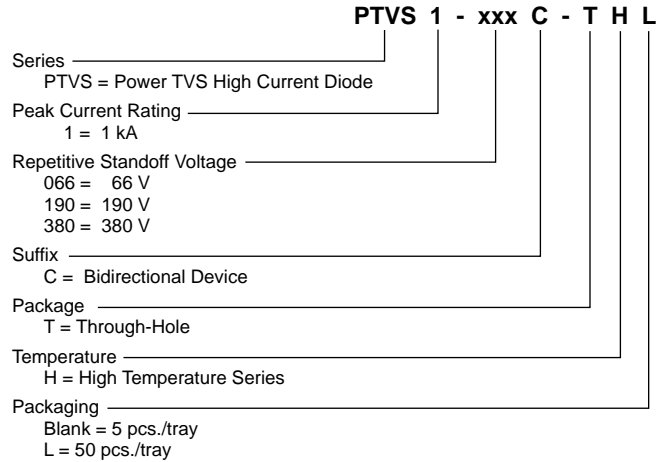 PTVS 1 - xxx C - T H L
Series
PTVS = Power TVS High Current Diode
Peak Current Rating
1 = 1 kA
Repetitive Standoff Voltage
066 = 66 V
190 = 190 V
380 = 380 V
Suffix
C = Bidirectional Device
Package
T = Through-Hole
Temperature
H = High Temperature Series
Packaging
Blank = 5 pcs./tray
L = 50 pcs./tray